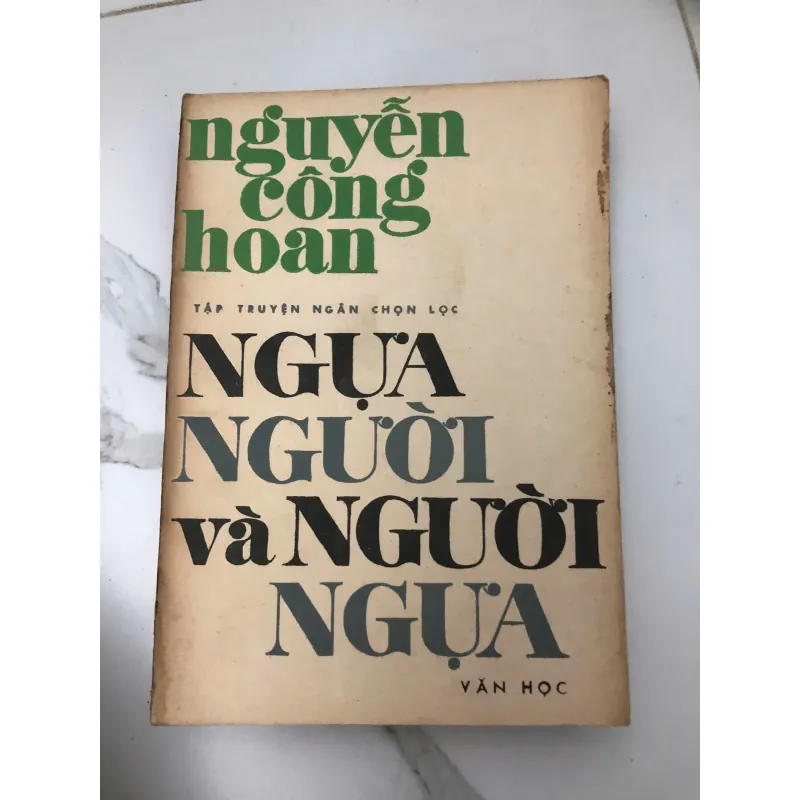 nguyễn
công
hoan
TẬP TRUYỆN NGẮN CHỌN LỌC
NGỰA
NGƯỜI
và NGƯỜI
NGỰA
VĂN HỌC